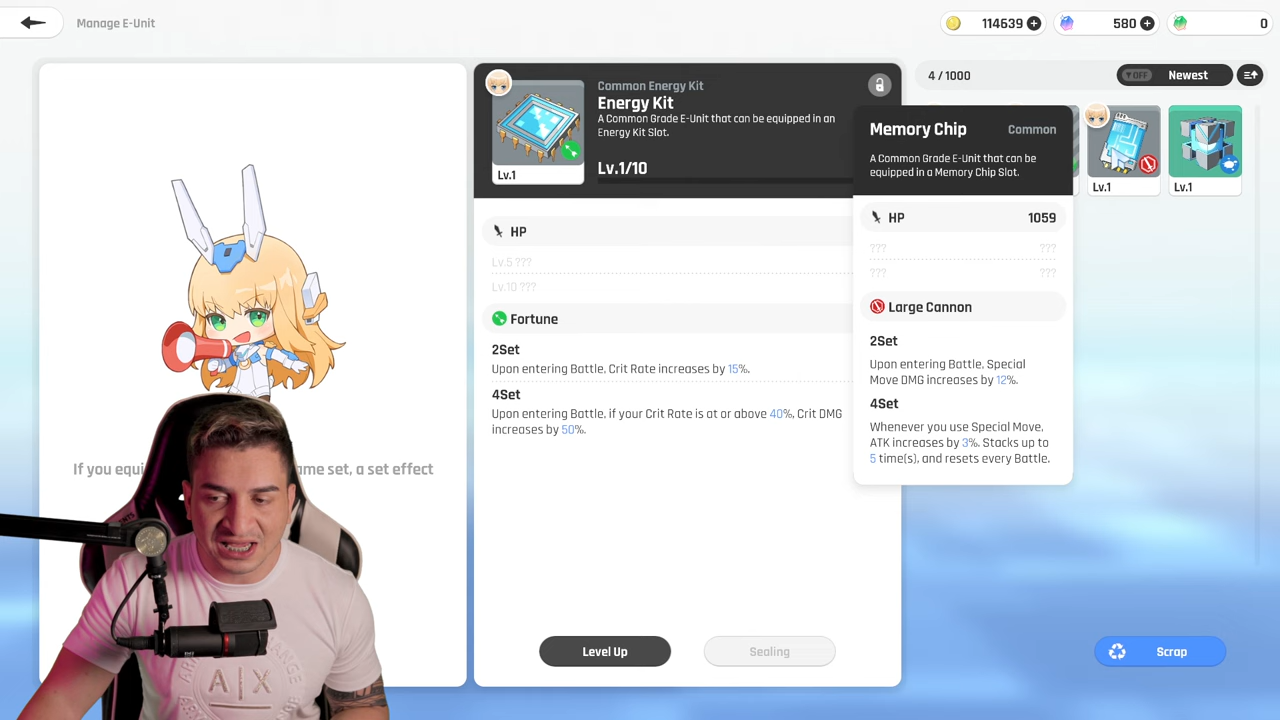 Manage E-Unit
114639
580
0
If you equi
ame set, a set effect
Common Energy Kit
Energy Kit
A Common Grade E-Unit that can be equipped in an
Energy Kit Slot.
Lv.1
Lv.1/10
HP
Lv.5 ???
Lv.10 ???
Fortune
2Set
Upon entering Battle, Crit Rate increases by 15%.
4Set
Upon entering Battle, if your Crit Rate is at or above 40%, Crit DMG
increases by 50%.
Level Up
Sealing
4 / 1000
OFF
Newest
Memory Chip
Common
A Common Grade E-Unit that can be
equipped in a Memory Chip Slot.
HP
1059
??? ???
??? ???
Large Cannon
2Set
Upon entering Battle, Special
Move DMG increases by 12%.
4Set
Whenever you use Special Move,
ATK increases by 3%. Stacks up to
5 time(s), and resets every Battle.
Lv.1
Lv.1
Scrap
A|X